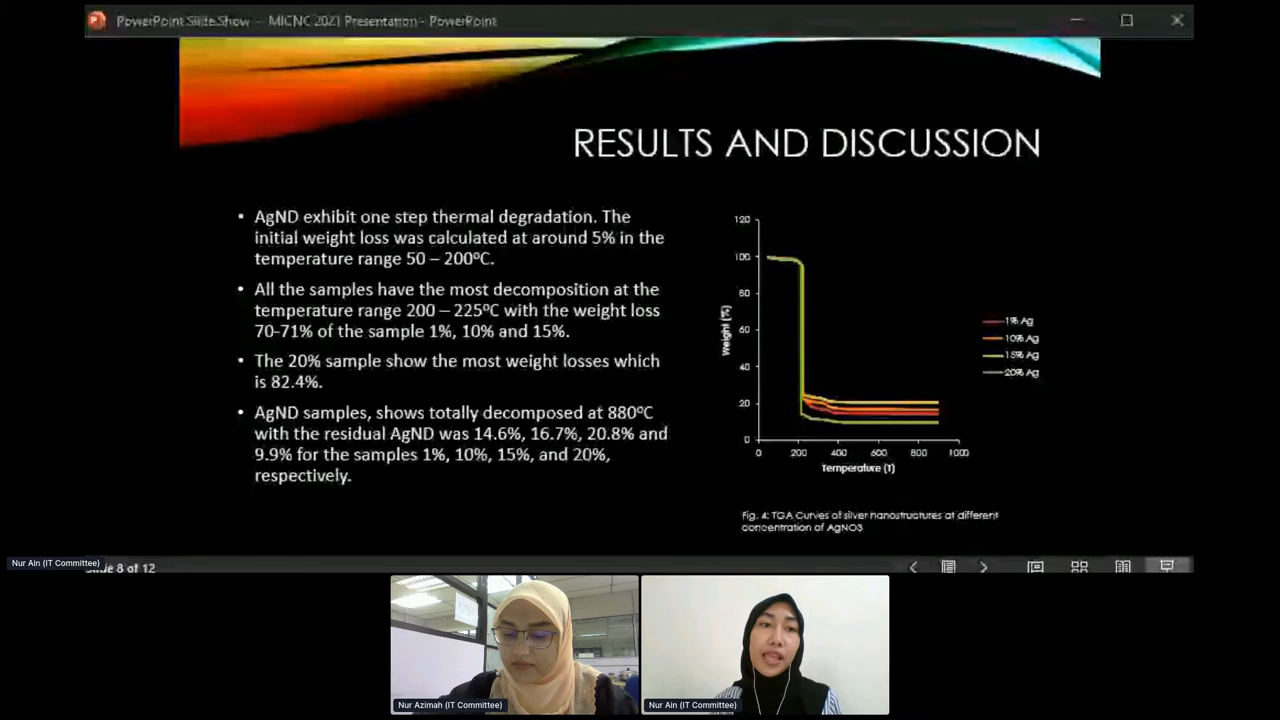 PowerPoint Slide Show - MICNC 2021 Presentation - PowerPoint
RESULTS AND DISCUSSION
• AgND exhibit one step thermal degradation. The
initial weight loss was calculated at around 5% in the
temperature range 50 – 200ºC.
• All the samples have the most decomposition at the
temperature range 200 – 225ºC with the weight loss
70-71% of the sample 1%, 10% and 15%.
• The 20% sample show the most weight losses which
is 82.4%.
• AgND samples, shows totally decomposed at 880ºC
with the residual AgND was 14.6%, 16.7%, 20.8% and
9.9% for the samples 1%, 10%, 15%, and 20%,
respectively.
120
100
80
60
40
20
0
Weight (%)
0 200 400 600 800 1000
Temperature (T)
1% Ag
10% Ag
15% Ag
20% Ag
Fig. 4: TGA Curves of silver nanostructures at different
concentration of AgNO3
Nur Ain (IT Committee)
Slide 8 of 12
Nur Azimah (IT Committee)
Nur Ain (IT Committee)